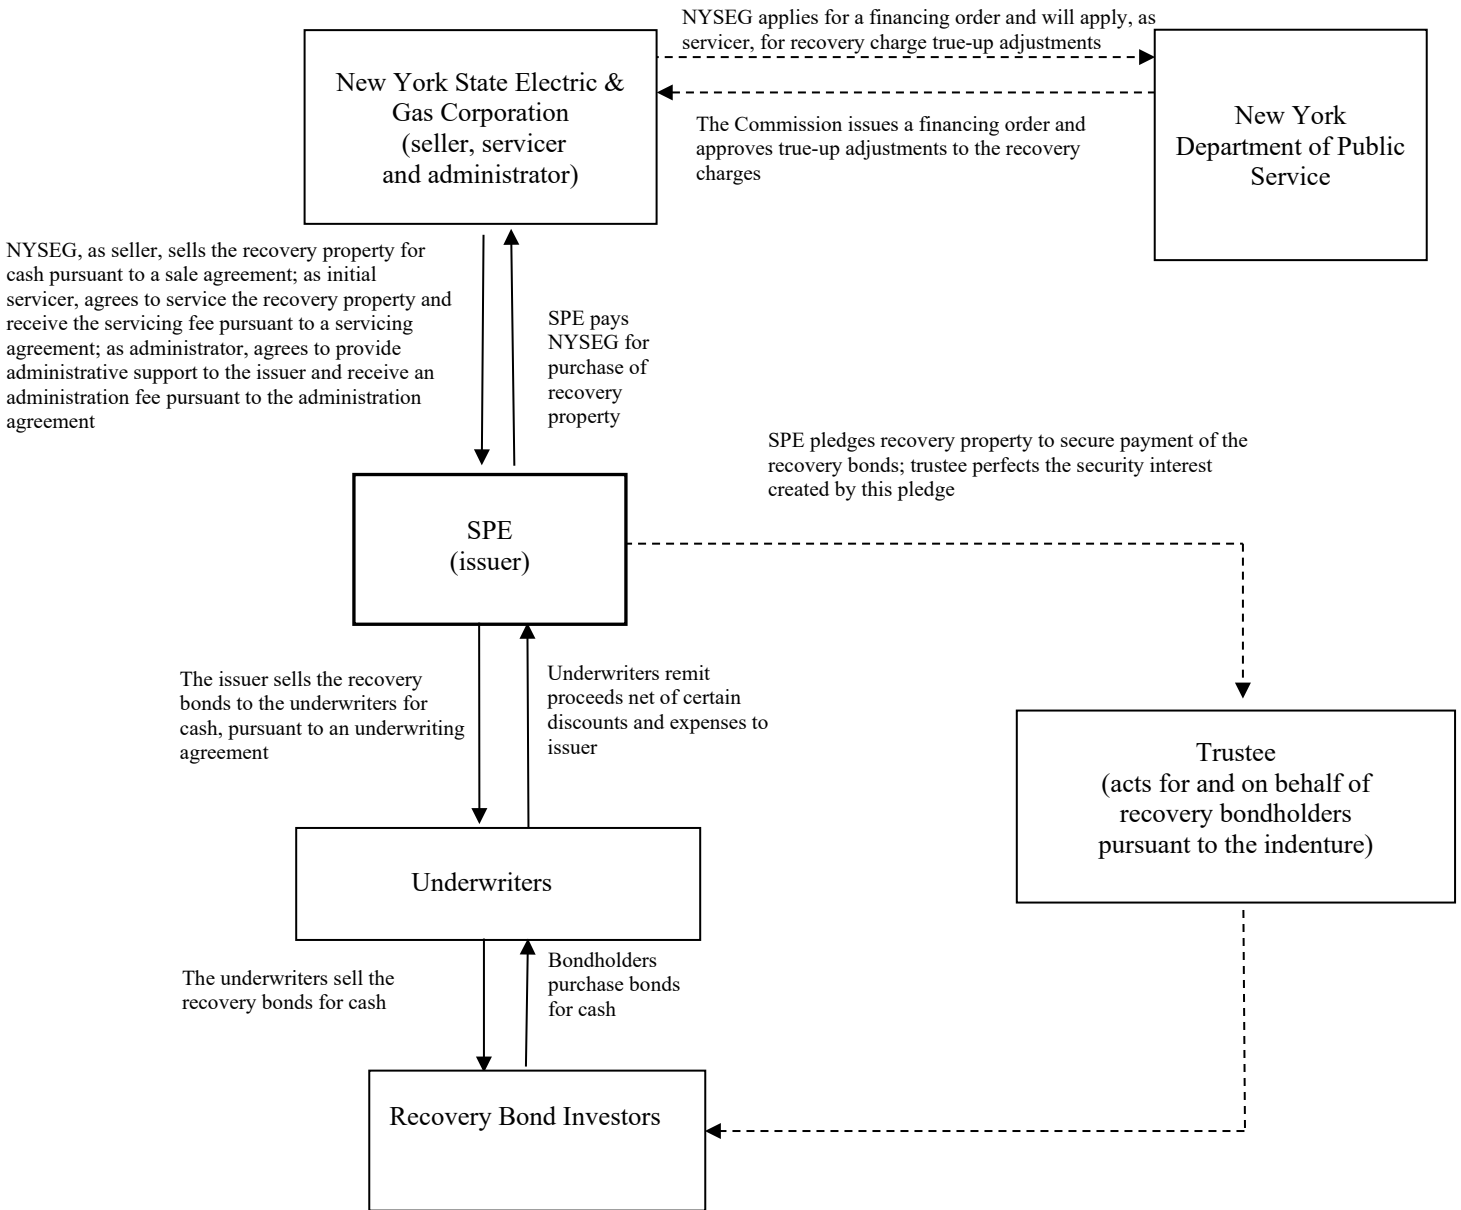 NYSEG applies for a financing order and will apply, as
servicer, for recovery charge true-up adjustments
New York State Electric &
Gas Corporation
(seller, servicer
and administrator)
The Commission issues a financing order and
approves true-up adjustments to the recovery
charges
New York
Department of Public
Service
NYSEG, as seller, sells the recovery property for
cash pursuant to a sale agreement; as initial
servicer, agrees to service the recovery property and
receive the servicing fee pursuant to a servicing
agreement; as administrator, agrees to provide
administrative support to the issuer and receive an
administration fee pursuant to the administration
agreement
SPE pays
NYSEG for
purchase of
recovery
property
SPE pledges recovery property to secure payment of the
recovery bonds; trustee perfects the security interest
created by this pledge
SPE
(issuer)
The issuer sells the recovery
bonds to the underwriters for
cash, pursuant to an underwriting
agreement
Underwriters remit
proceeds net of certain
discounts and expenses to
issuer
Trustee
(acts for and on behalf of
recovery bondholders
pursuant to the indenture)
Underwriters
The underwriters sell the
recovery bonds for cash
Bondholders
purchase bonds
for cash
Recovery Bond Investors